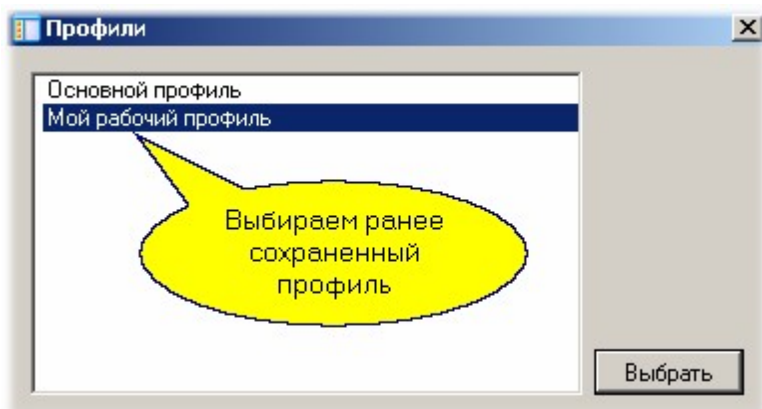 Профили
Основной профиль
Мой рабочий профиль
Выбираем ранее
сохраненный
профиль
Выбрать